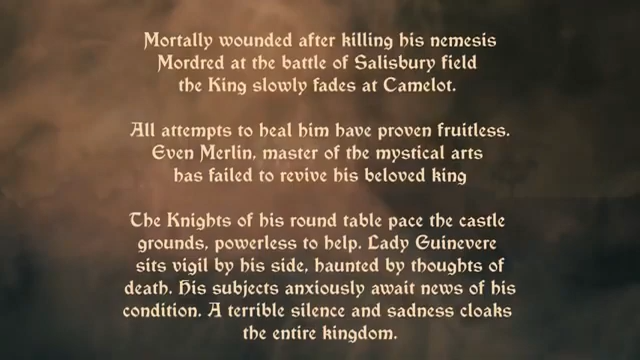 Mortally wounded after killing his nemesis
Mordred at the battle of Salisbury field
the King slowly fades at Camelot.
All attempts to heal him have proven fruitless.
Even Merlin, master of the mystical arts
has failed to revive his beloved king
The Knights of his round table pace the castle
grounds, powerless to help. Lady Guinevere
sits vigil by his side, haunted by thoughts of
death. His subjects anxiously await news of his
condition. A terrible silence and sadness cloaks
the entire kingdom.